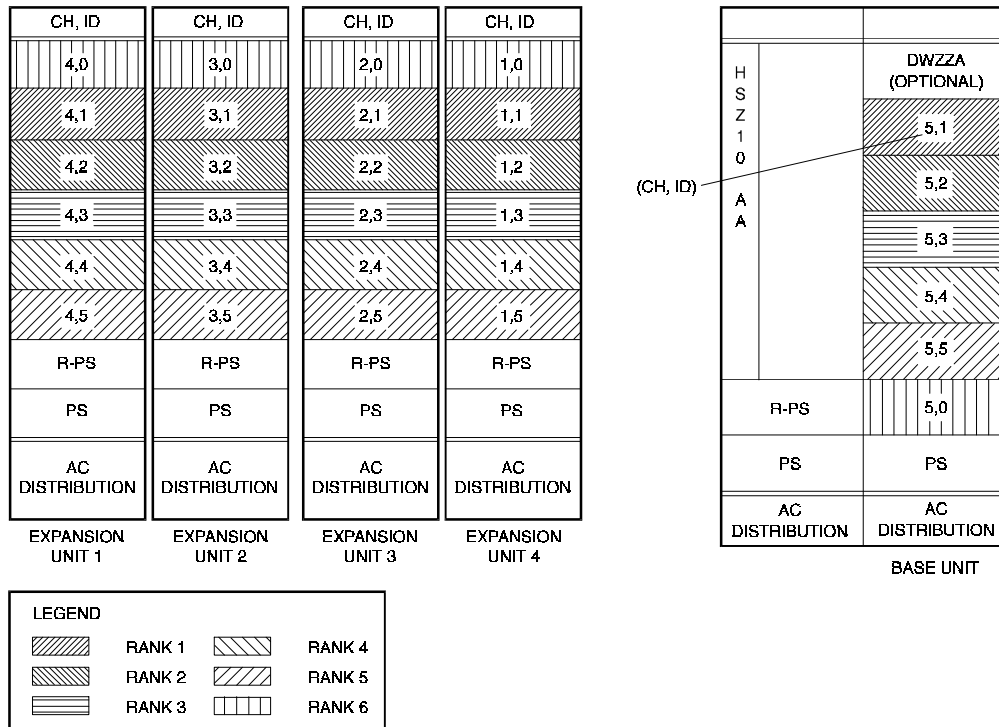 CH, ID
4,0
4,1
4,2
4,3
4,4
4,5
R-PS
PS
AC
DISTRIBUTION
EXPANSION
UNIT 1
CH, ID
3,0
3,1
3,2
3,3
3,4
3,5
R-PS
PS
AC
DISTRIBUTION
EXPANSION
UNIT 2
CH, ID
2,0
2,1
2,2
2,3
2,4
2,5
R-PS
PS
AC
DISTRIBUTION
EXPANSION
UNIT 3
CH, ID
1,0
1,1
1,2
1,3
1,4
1,5
R-PS
PS
AC
DISTRIBUTION
EXPANSION
UNIT 4
(CH, ID)
HSZ10 AA
R-PS
PS
AC
DISTRIBUTION
DWZZA
(OPTIONAL)
5,1
5,2
5,3
5,4
5,5
5,0
PS
AC
DISTRIBUTION
BASE UNIT
LEGEND
RANK 1
RANK 2
RANK 3
RANK 4
RANK 5
RANK 6